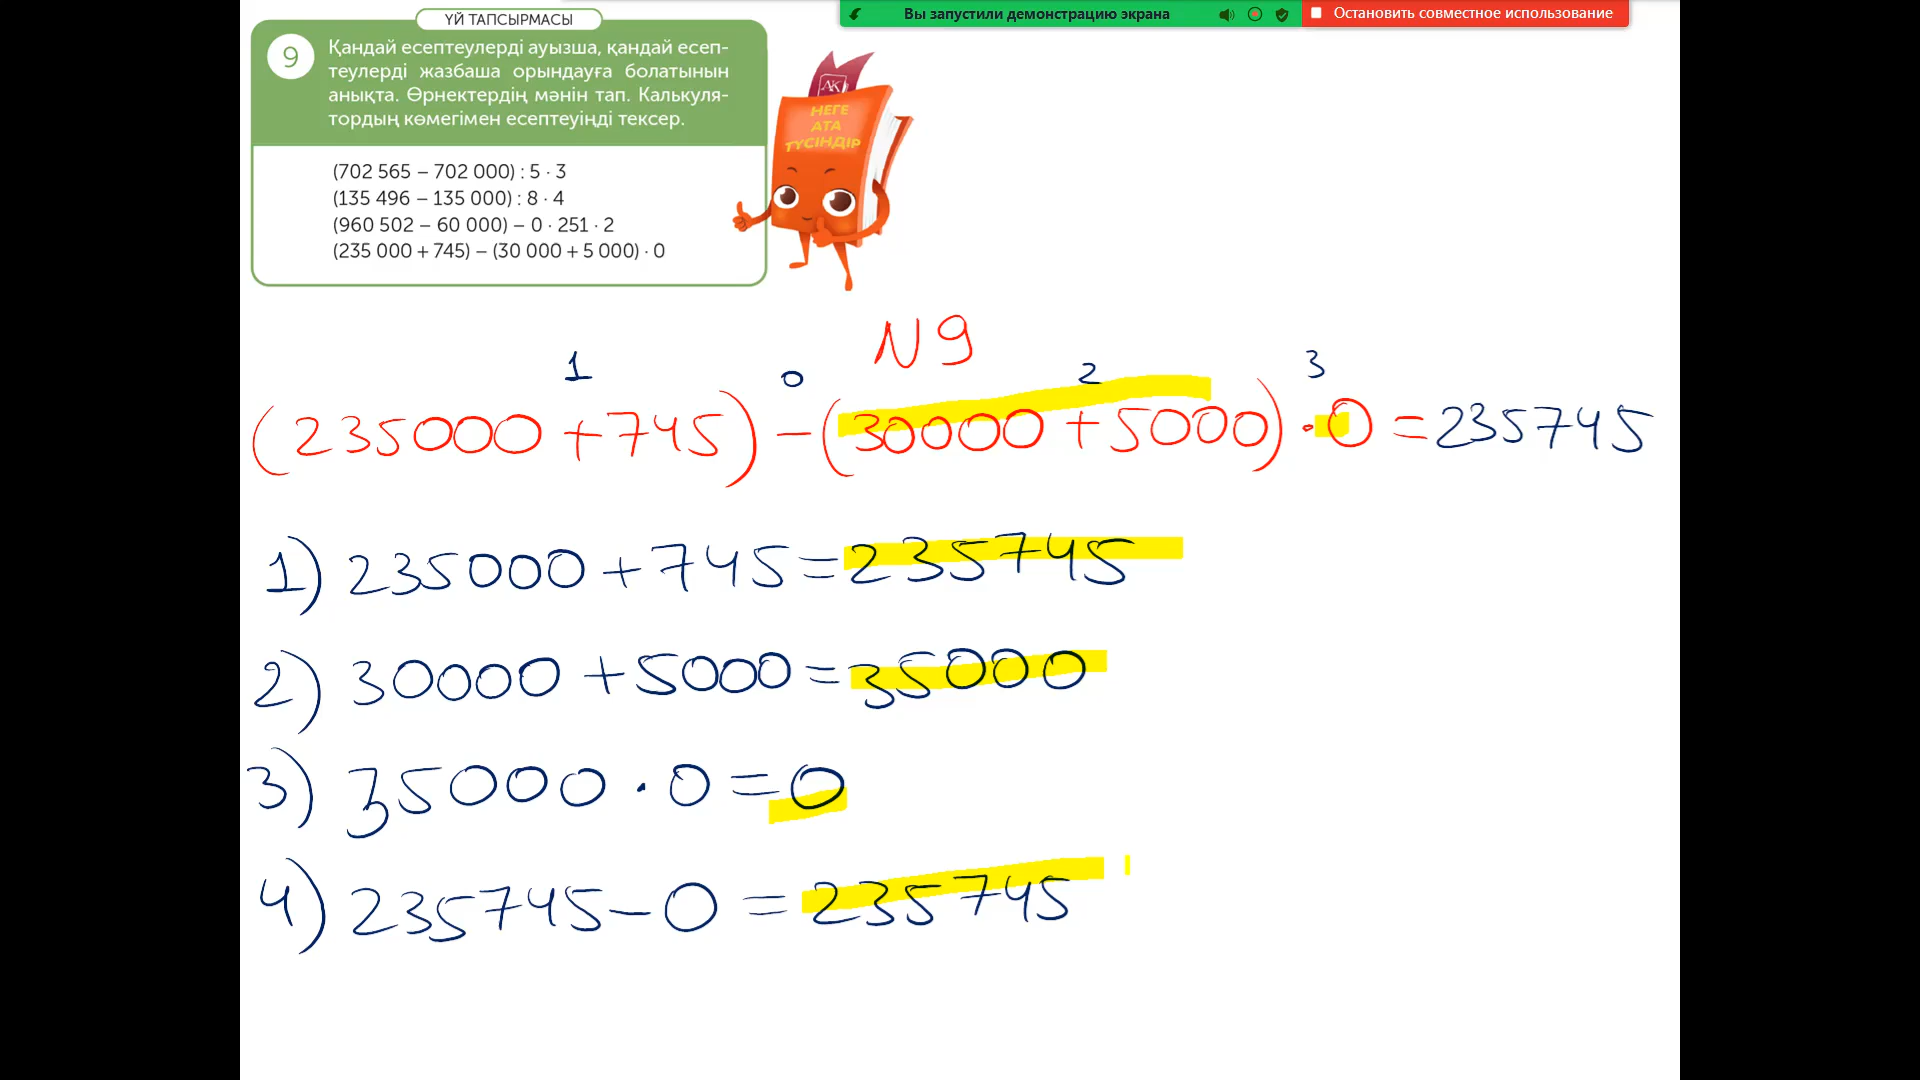 Вы запустили демонстрацию экрана
Остановить совместное использование
ҮЙ ТАПСЫРМАСЫ
9
Қандай есептеулерді ауызша, қандай есеп-
теулерді жазбаша орындауға болатынын
анықта. Өрнектердің мәнін тап. Калькуля-
тордың көмегімен есептеуіңді тексер.
(702 565 – 702 000) : 5 · 3
(135 496 – 135 000) : 8 · 4
(960 502 – 60 000) – 0 · 251 · 2
(235 000 + 745) – (30 000 + 5 000) · 0
АК
НЕГЕ
АТА
ТҮСІНДІР
N 9
1 0 2 3
(235000 + 745) – (30000 + 5000) · 0 = 235745
1) 235000 + 745 = 235745
2) 30000 + 5000 = 35000
3) 35000 · 0 = 0
4) 235745 – 0 = 235745